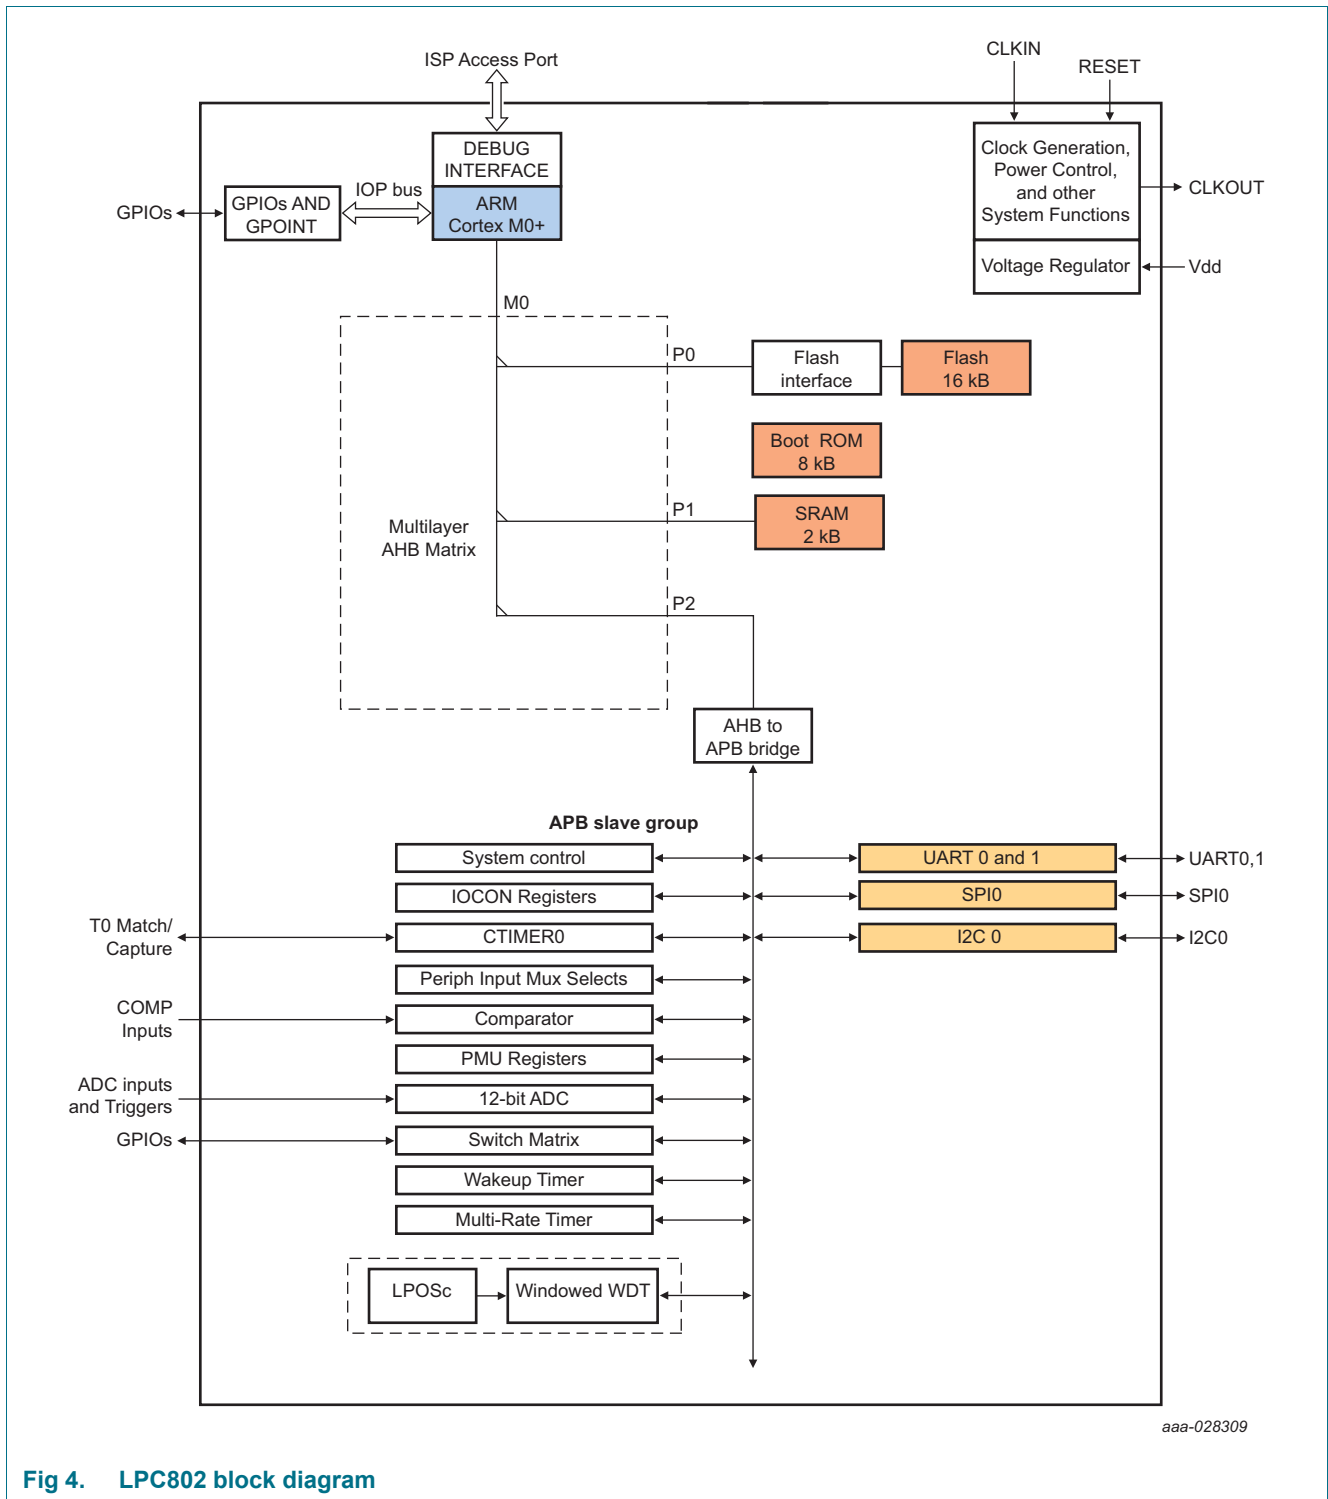 ISP Access Port
CLKIN
RESET
DEBUG
INTERFACE
ARM
Cortex M0+
IOP bus
GPIOs
GPIOs AND
GPOINT
Clock Generation,
Power Control,
and other
System Functions
CLKOUT
Voltage Regulator
Vdd
M0
P0
Flash
interface
Flash
16 kB
Boot ROM
8 kB
P1
SRAM
2 kB
Multilayer
AHB Matrix
P2
AHB to
APB bridge
APB slave group
System control
UART 0 and 1
UART0,1
IOCON Registers
SPI0
SPI0
T0 Match/
Capture
CTIMER0
I2C 0
I2C0
Periph Input Mux Selects
COMP
Inputs
Comparator
PMU Registers
ADC inputs
and Triggers
12-bit ADC
GPIOs
Switch Matrix
Wakeup Timer
Multi-Rate Timer
LPOSc
Windowed WDT
aaa-028309
Fig 4. LPC802 block diagram